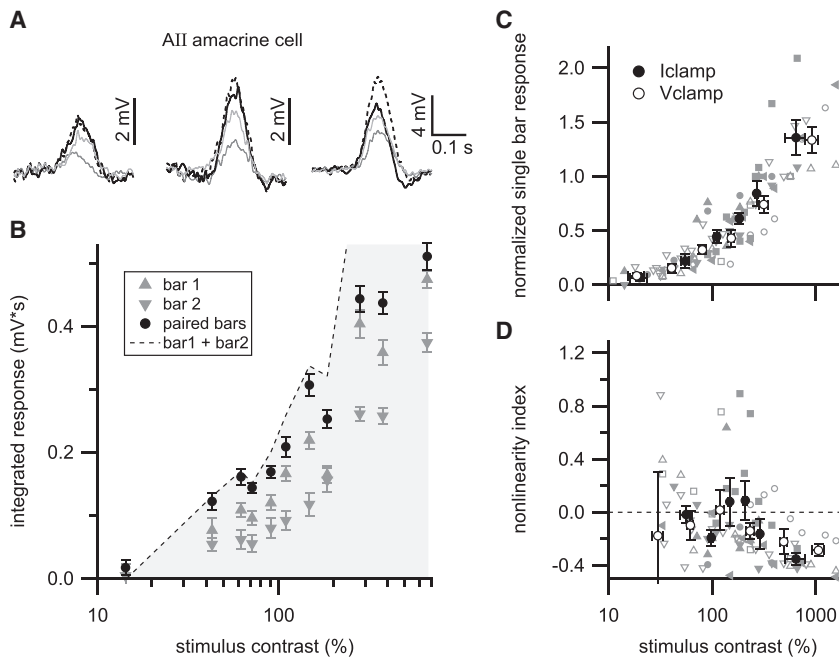 A
AII amacrine cell
2 mV
2 mV
4 mV
0.1 s
B
integrated response (mV*s)
0.4
0.2
0.0
bar 1
bar 2
paired bars
bar1 + bar2
10
100
stimulus contrast (%)
C
normalized single bar response
2.0
1.5
1.0
0.5
0.0
Iclamp
Vclamp
D
nonlinearity index
1.2
0.8
0.4
0.0
-0.4
10
100
1000
stimulus contrast (%)